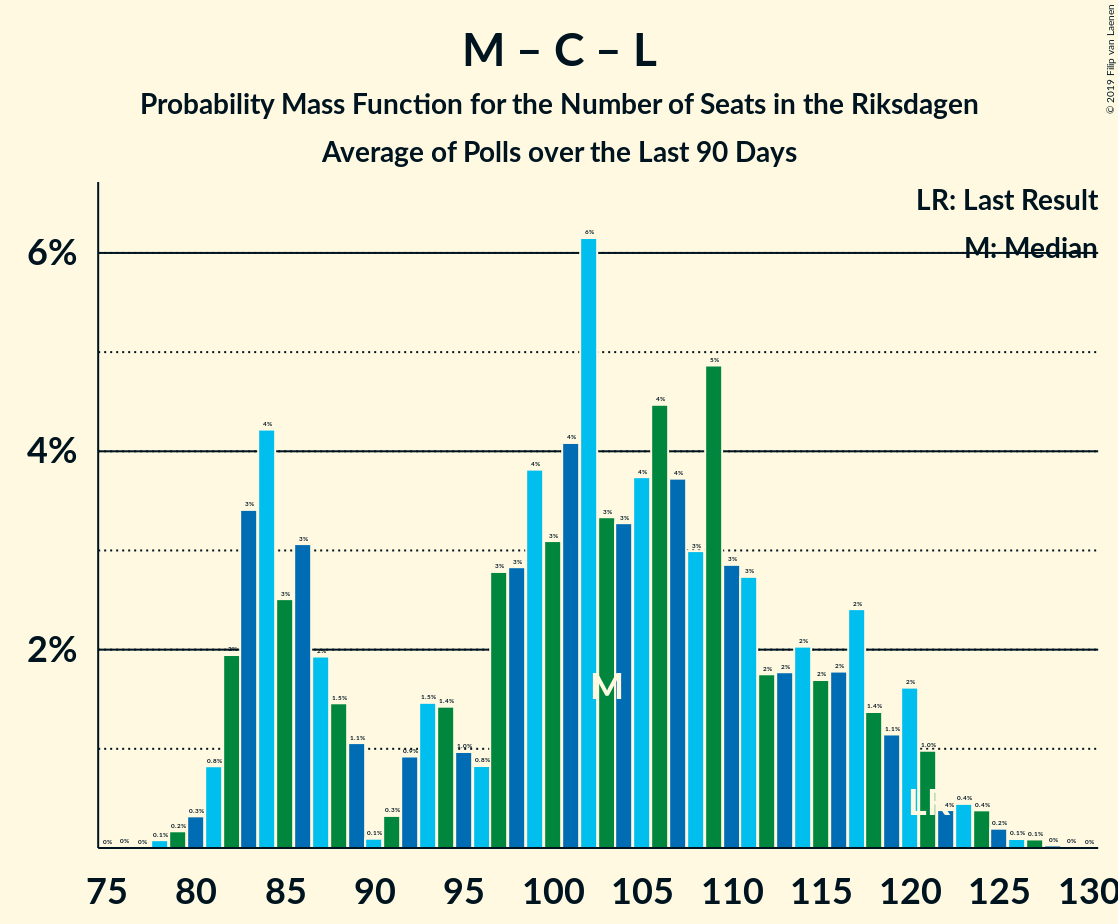 © 2019 Filip van Laenen
M – C – L
Probability Mass Function for the Number of Seats in the Riksdagen
Average of Polls over the Last 90 Days
LR: Last Result
M: Median
6%
4%
2%
0% 0% 0% 0.1% 0.2% 0.3% 0.8% 2% 3% 4% 3% 3% 2% 1.5% 1.1% 0.1% 0.3% 0.9% 1.5% 1.4% 1.0% 0.8% 3% 3% 4% 3% 4% 6% 3% 3% 4% 4% 4% 3% 5% 3% 3% 2% 2% 2% 2% 2% 2% 1.4% 1.1% 2% 1.0% 4% 0.4% 0.4% 0.2% 0.1% 0.1% 0% 0% 0%
M
LR
75 80 85 90 95 100 105 110 115 120 125 130